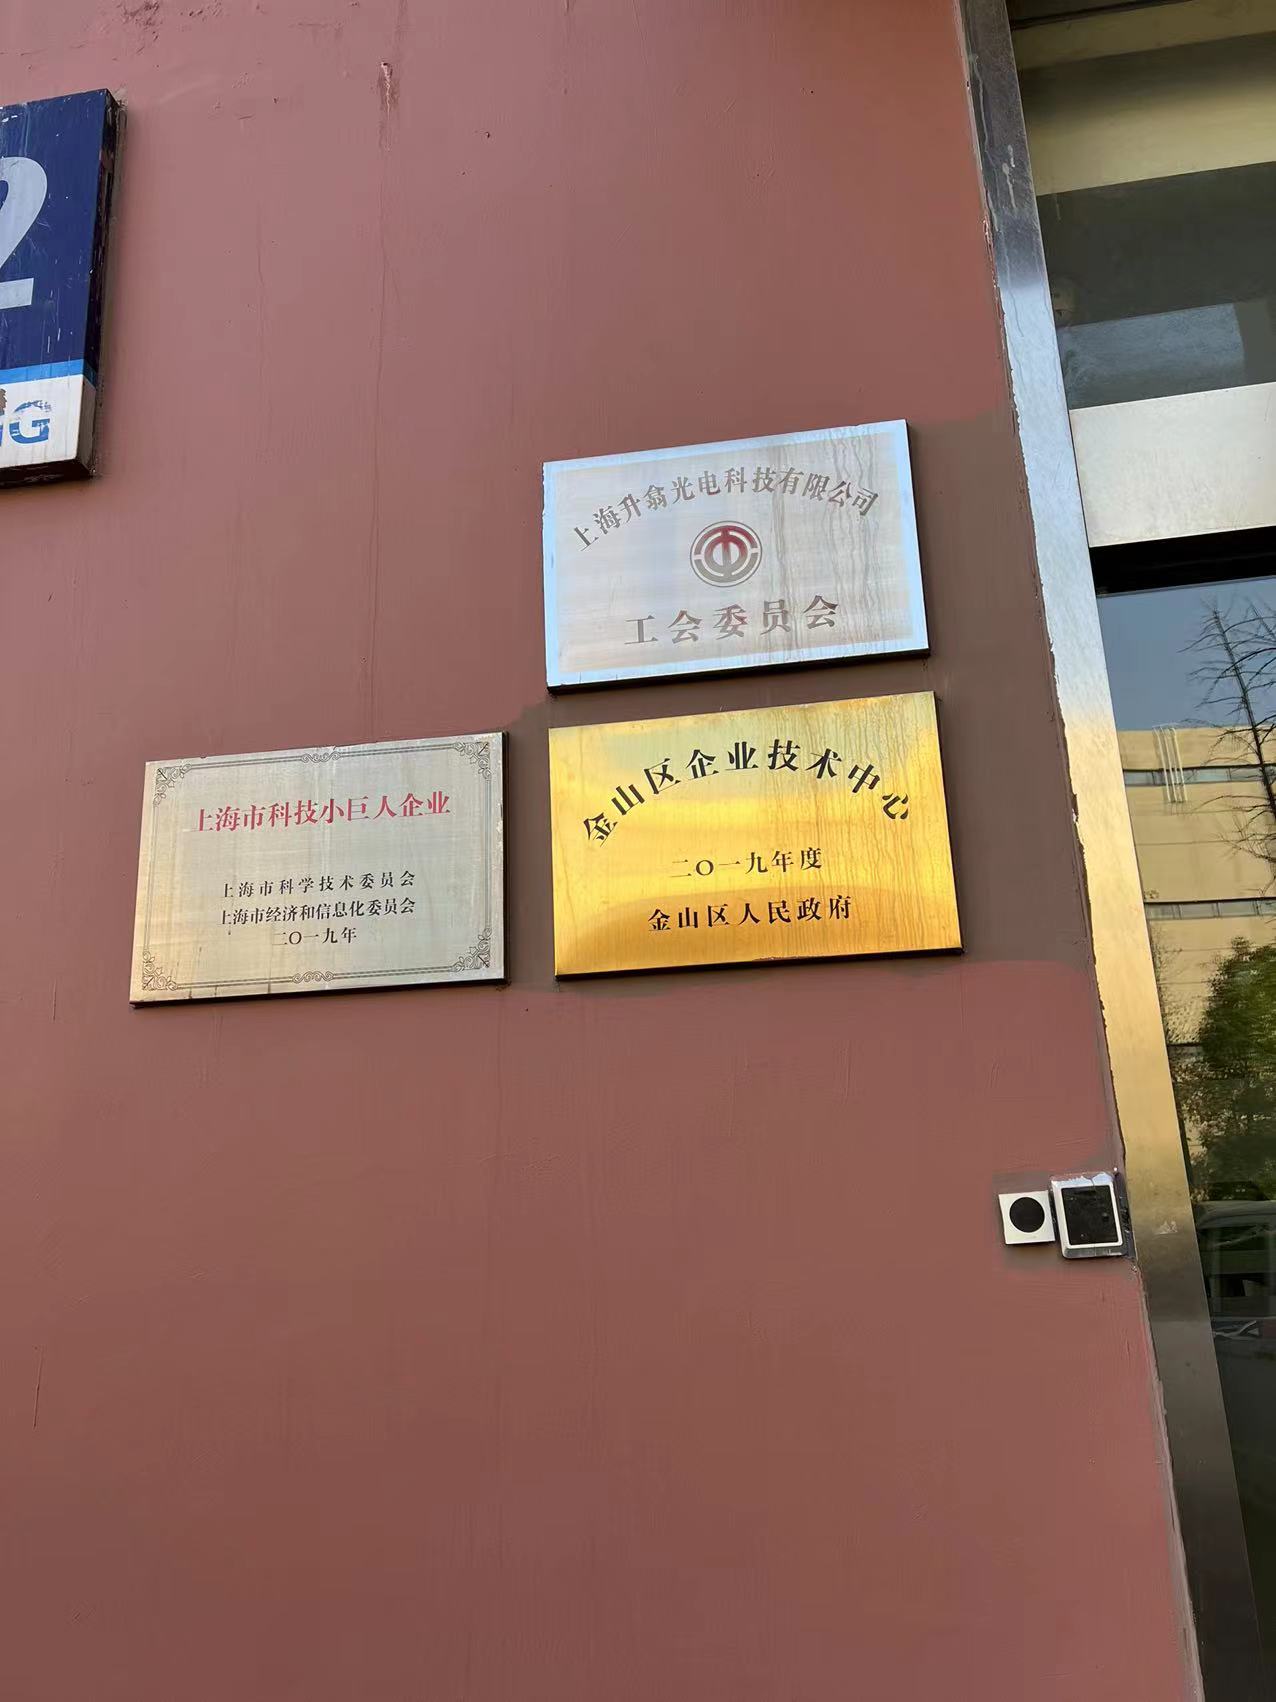 2
NG
上海升翕光电科技有限公司
工会委员会
上海市科技小巨人企业
上海市科学技术委员会
上海市经济和信息化委员会
二〇一九年
金山区企业技术中心
二〇一九年度
金山区人民政府